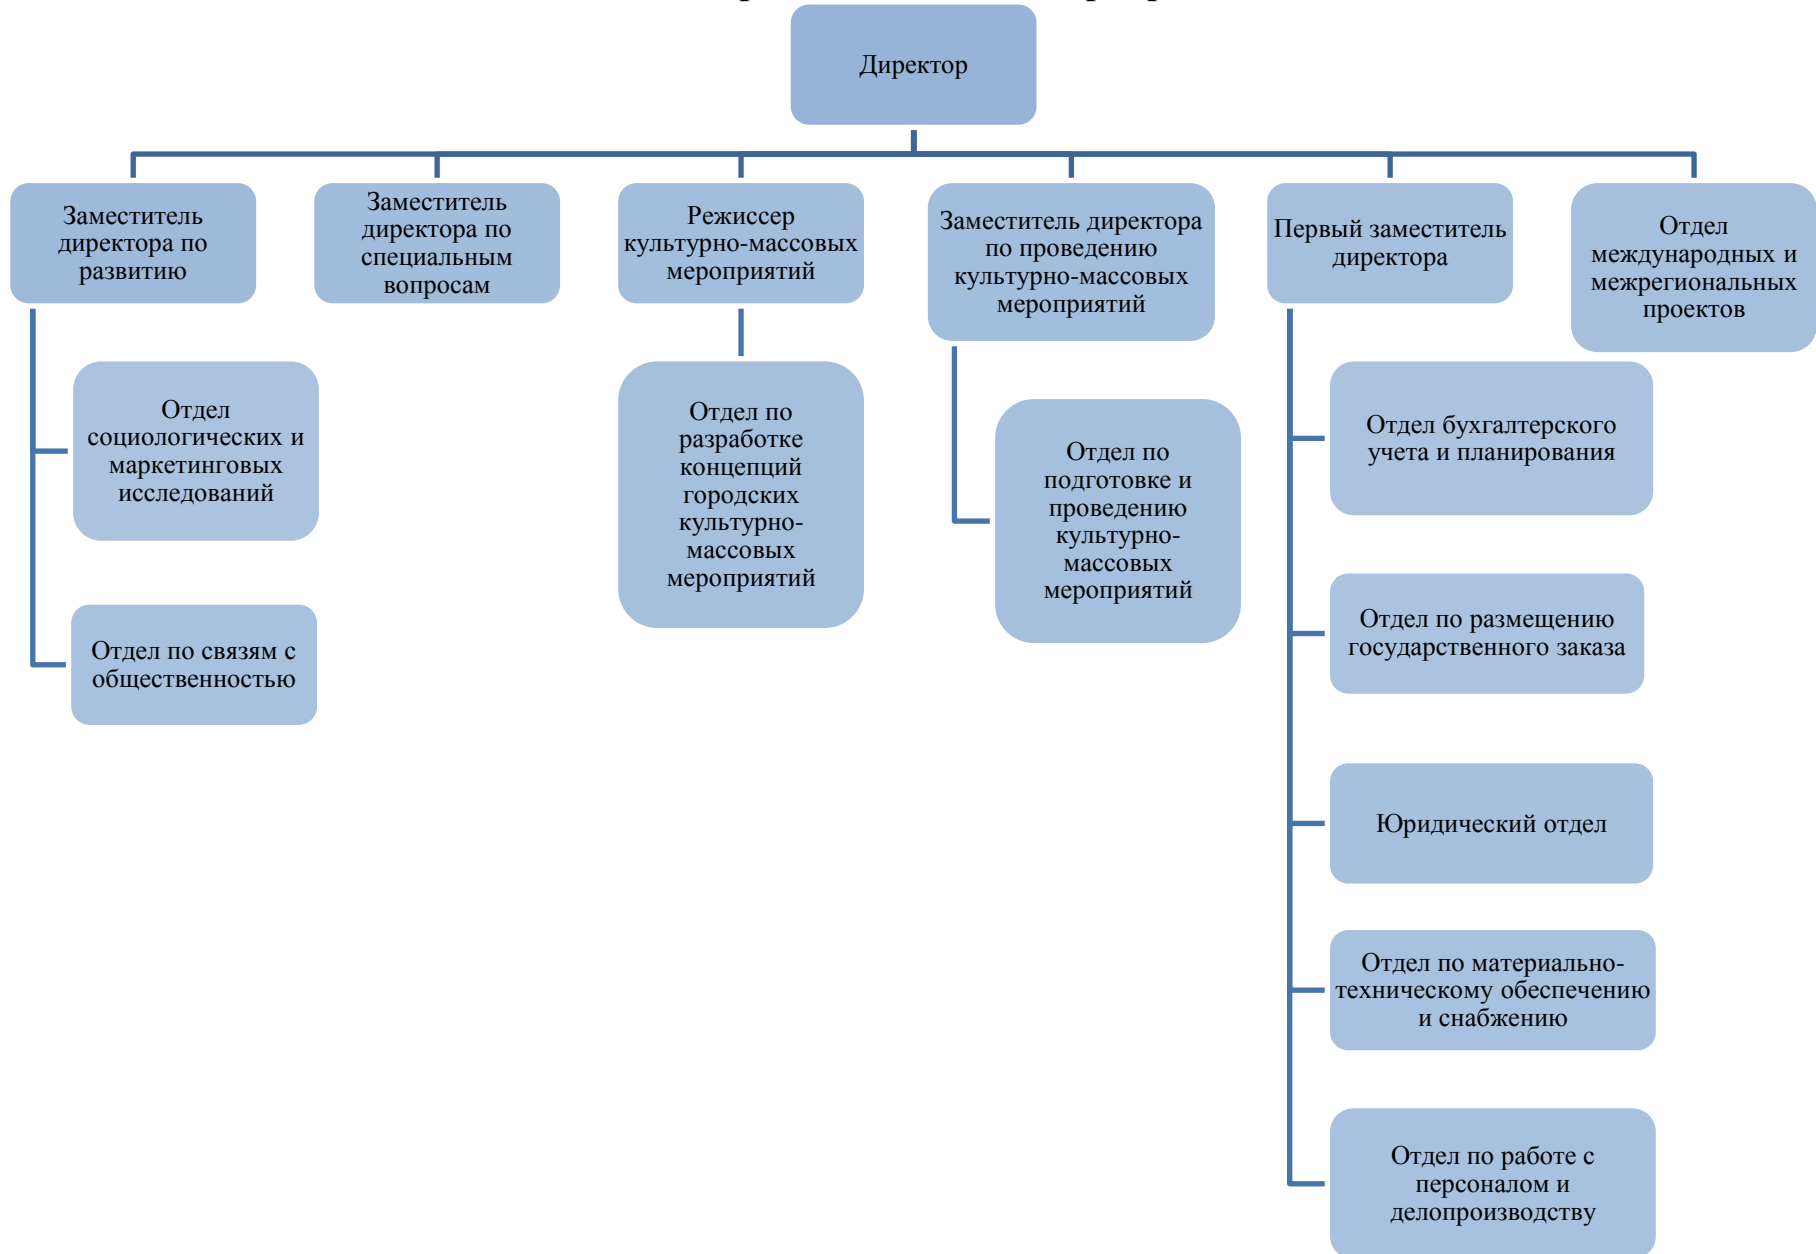 Директор
Заместитель
директора по
развитию
Заместитель
директора по
специальным
вопросам
Режиссер
культурно-массовых
мероприятий
Заместитель директора
по проведению
культурно-массовых
мероприятий
Первый заместитель
директора
Отдел
международных и
межрегиональных
проектов
Отдел
социологических и
маркетинговых
исследований
Отдел по связям с
общественностью
Отдел по
разработке
концепций
городских
культурно-
массовых
мероприятий
Отдел по
подготовке и
проведению
культурно-
массовых
мероприятий
Отдел бухгалтерского
учета и планирования
Отдел по размещению
государственного заказа
Юридический отдел
Отдел по материально-
техническому обеспечению
и снабжению
Отдел по работе с
персоналом и
делопроизводству